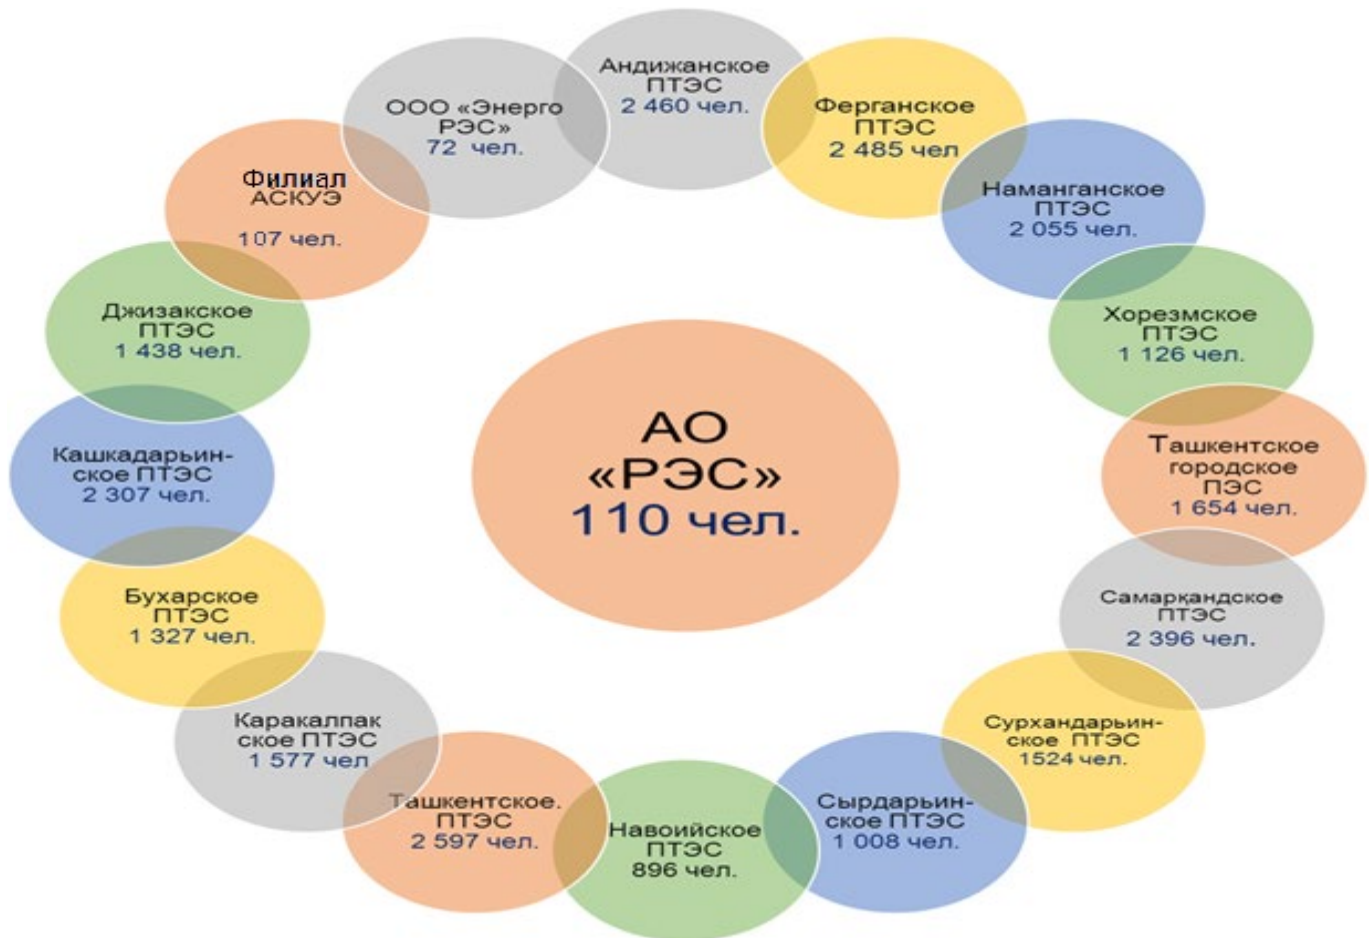 Андижанское
ПТЭС
2 460 чел.
Ферганское
ПТЭС
2 485 чел
Наманганское
ПТЭС
2 055 чел.
Хорезмское
ПТЭС
1 126 чел.
Ташкентское
городское
ПЭС
1 654 чел.
Самарқандское
ПТЭС
2 396 чел.
Сурхандарьин-
ское ПТЭС
1524 чел.
Сырдарьин-
ское ПТЭС
1 008 чел.
Навоийское
ПТЭС
896 чел.
Ташкентское.
ПТЭС
2 597 чел.
Каракалпак
ское ПТЭС
1 577 чел
Бухарское
ПТЭС
1 327 чел.
Кашкадарьин-
ское ПТЭС
2 307 чел.
Джизакское
ПТЭС
1 438 чел.
Филиал
АСКУЭ
107 чел.
ООО «Энерго
РЭС»
72 чел.
АО
«РЭС»
110 чел.